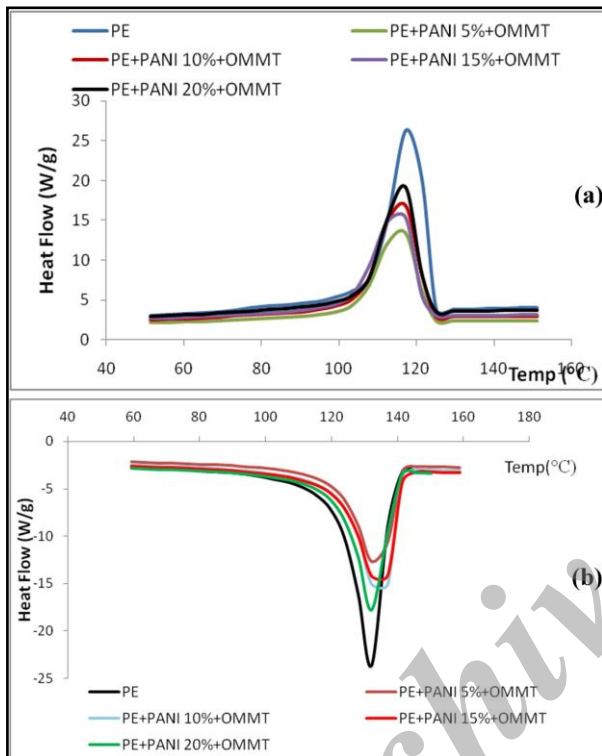 (a)
PE PE+PANI 5%+OMMT
PE+PANI 10%+OMMT PE+PANI 15%+OMMT
PE+PANI 20%+OMMT
30
25
20
15
10
5
0
Heat Flow (W/g)
40 60 80 100 120 140 160
Temp (°C)
40 60 80 100 120 140 160 180
0
-5
-10
-15
-20
-25
Temp(°C)
Heat Flow (W/g)
(b)
PE PE+PANI 5%+OMMT
PE+PANI 10%+OMMT PE+PANI 15%+OMMT
PE+PANI 20%+OMMT